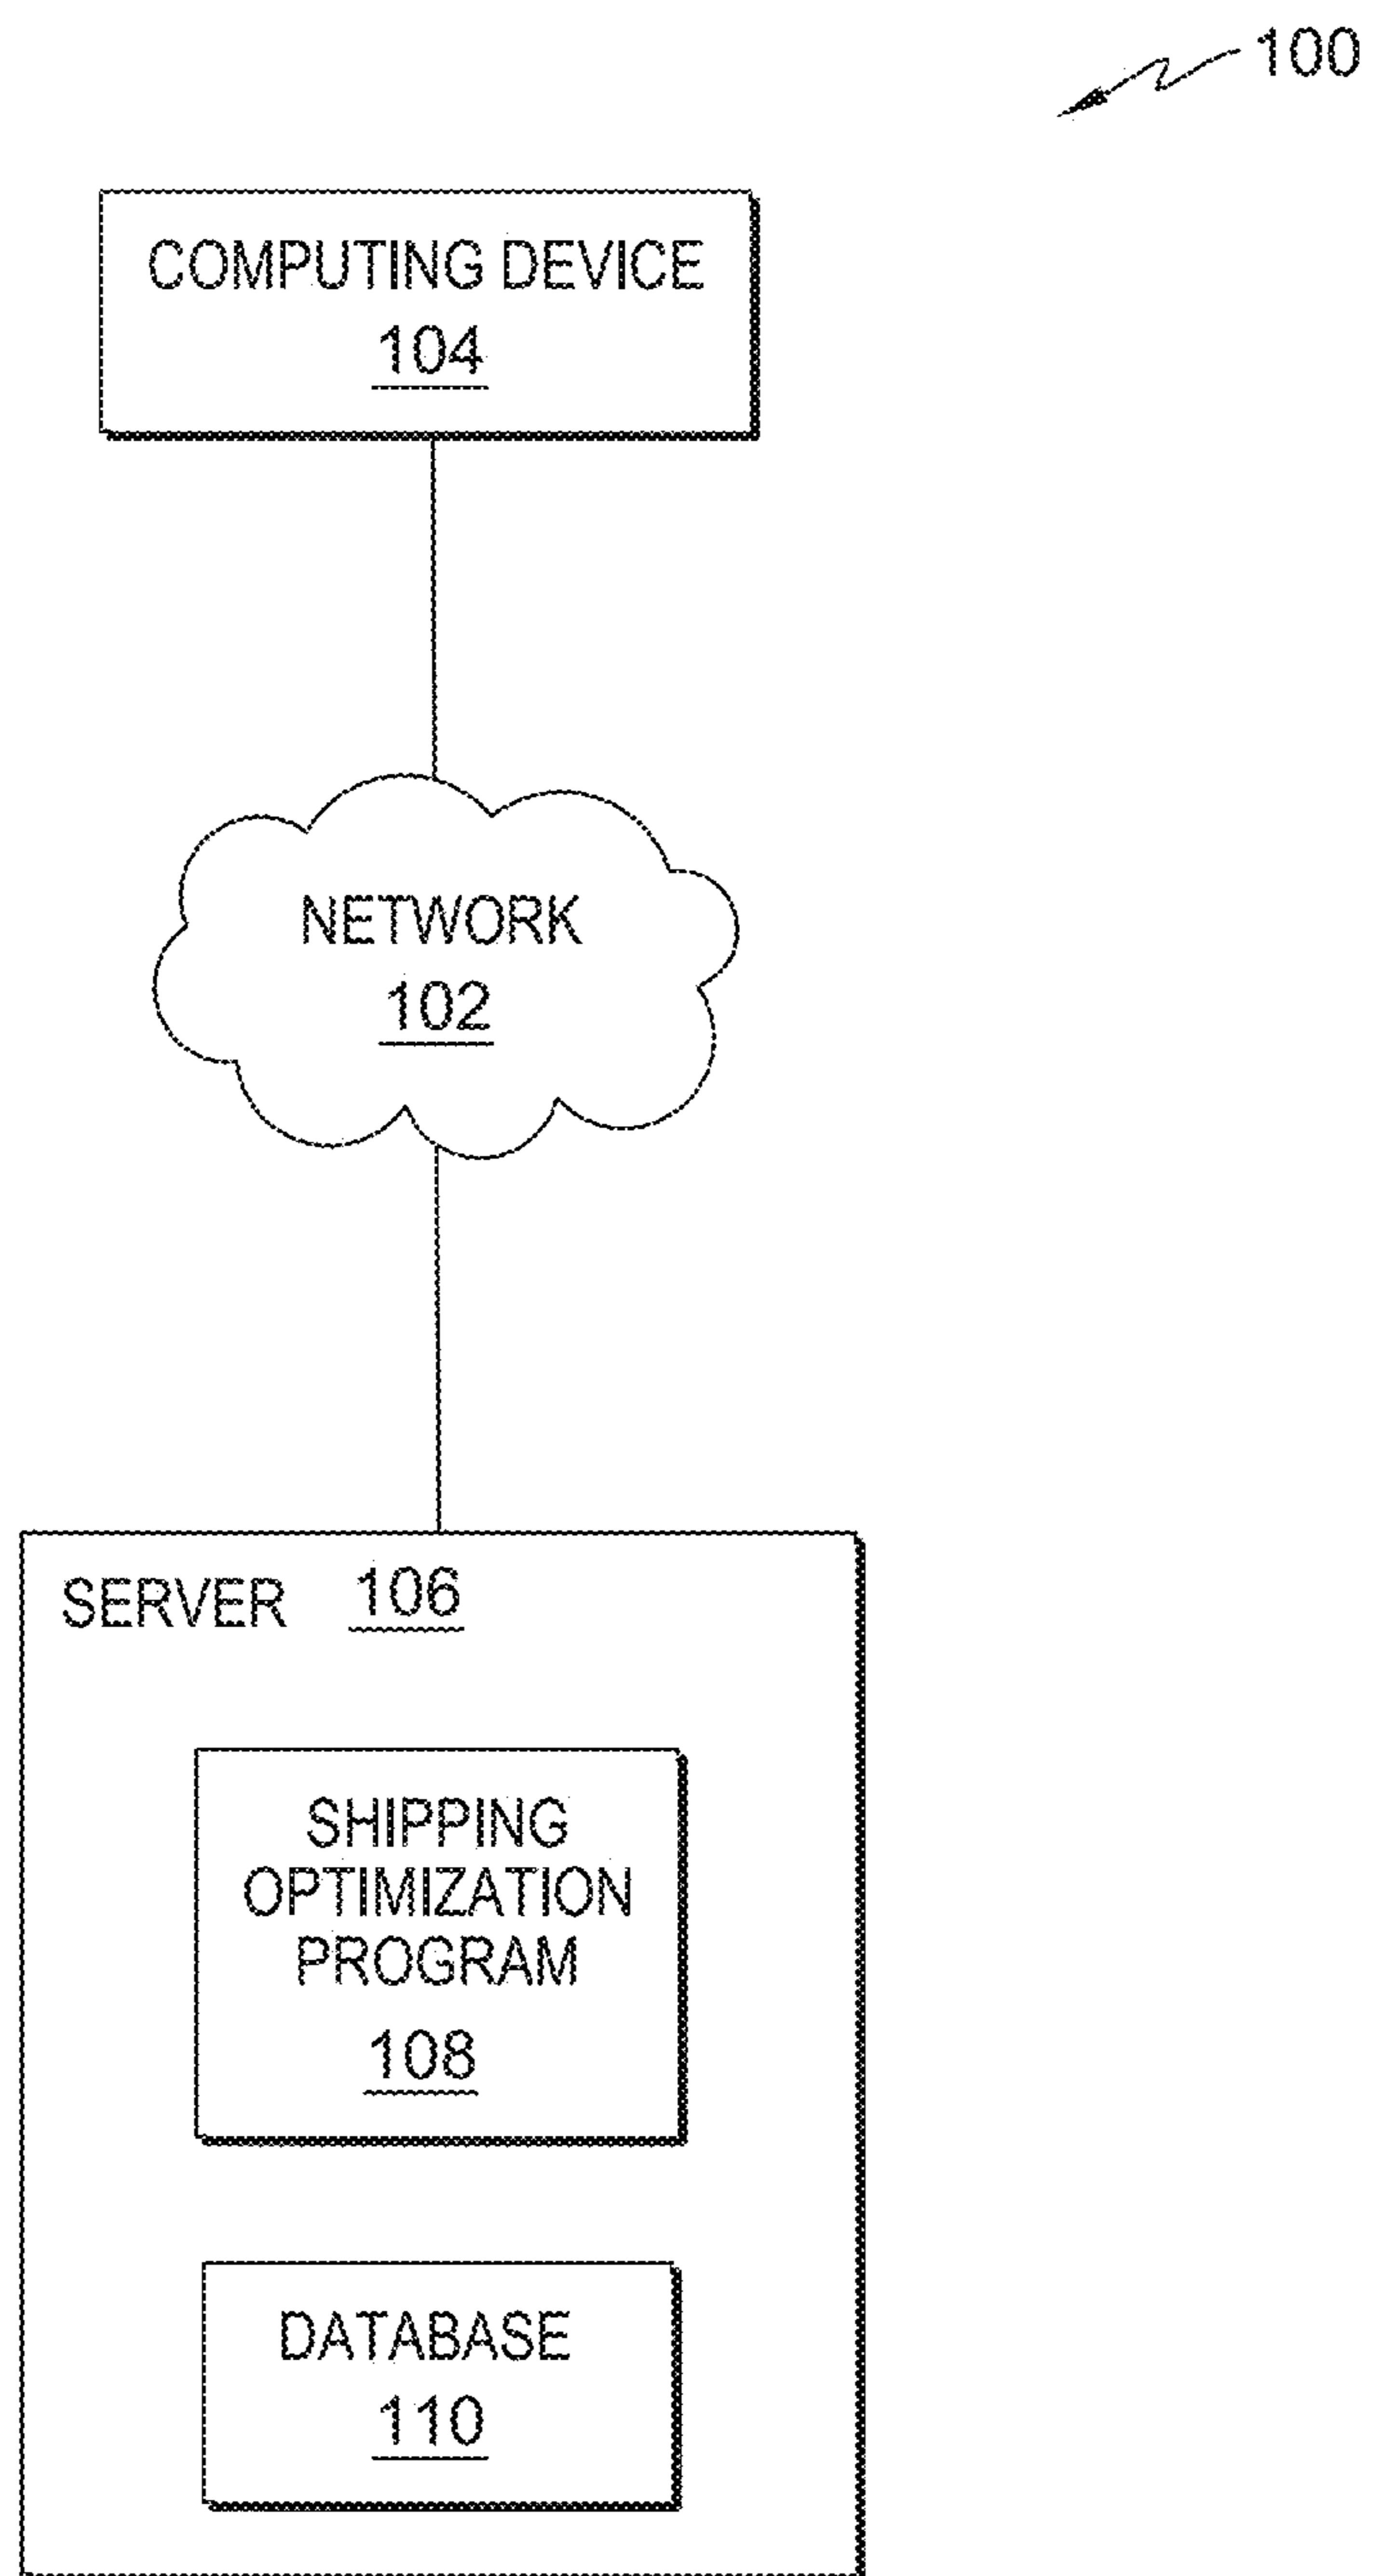 100
COMPUTING DEVICE
104
NETWORK
102
SERVER 106
SHIPPING
OPTIMIZATION
PROGRAM
108
DATABASE
110